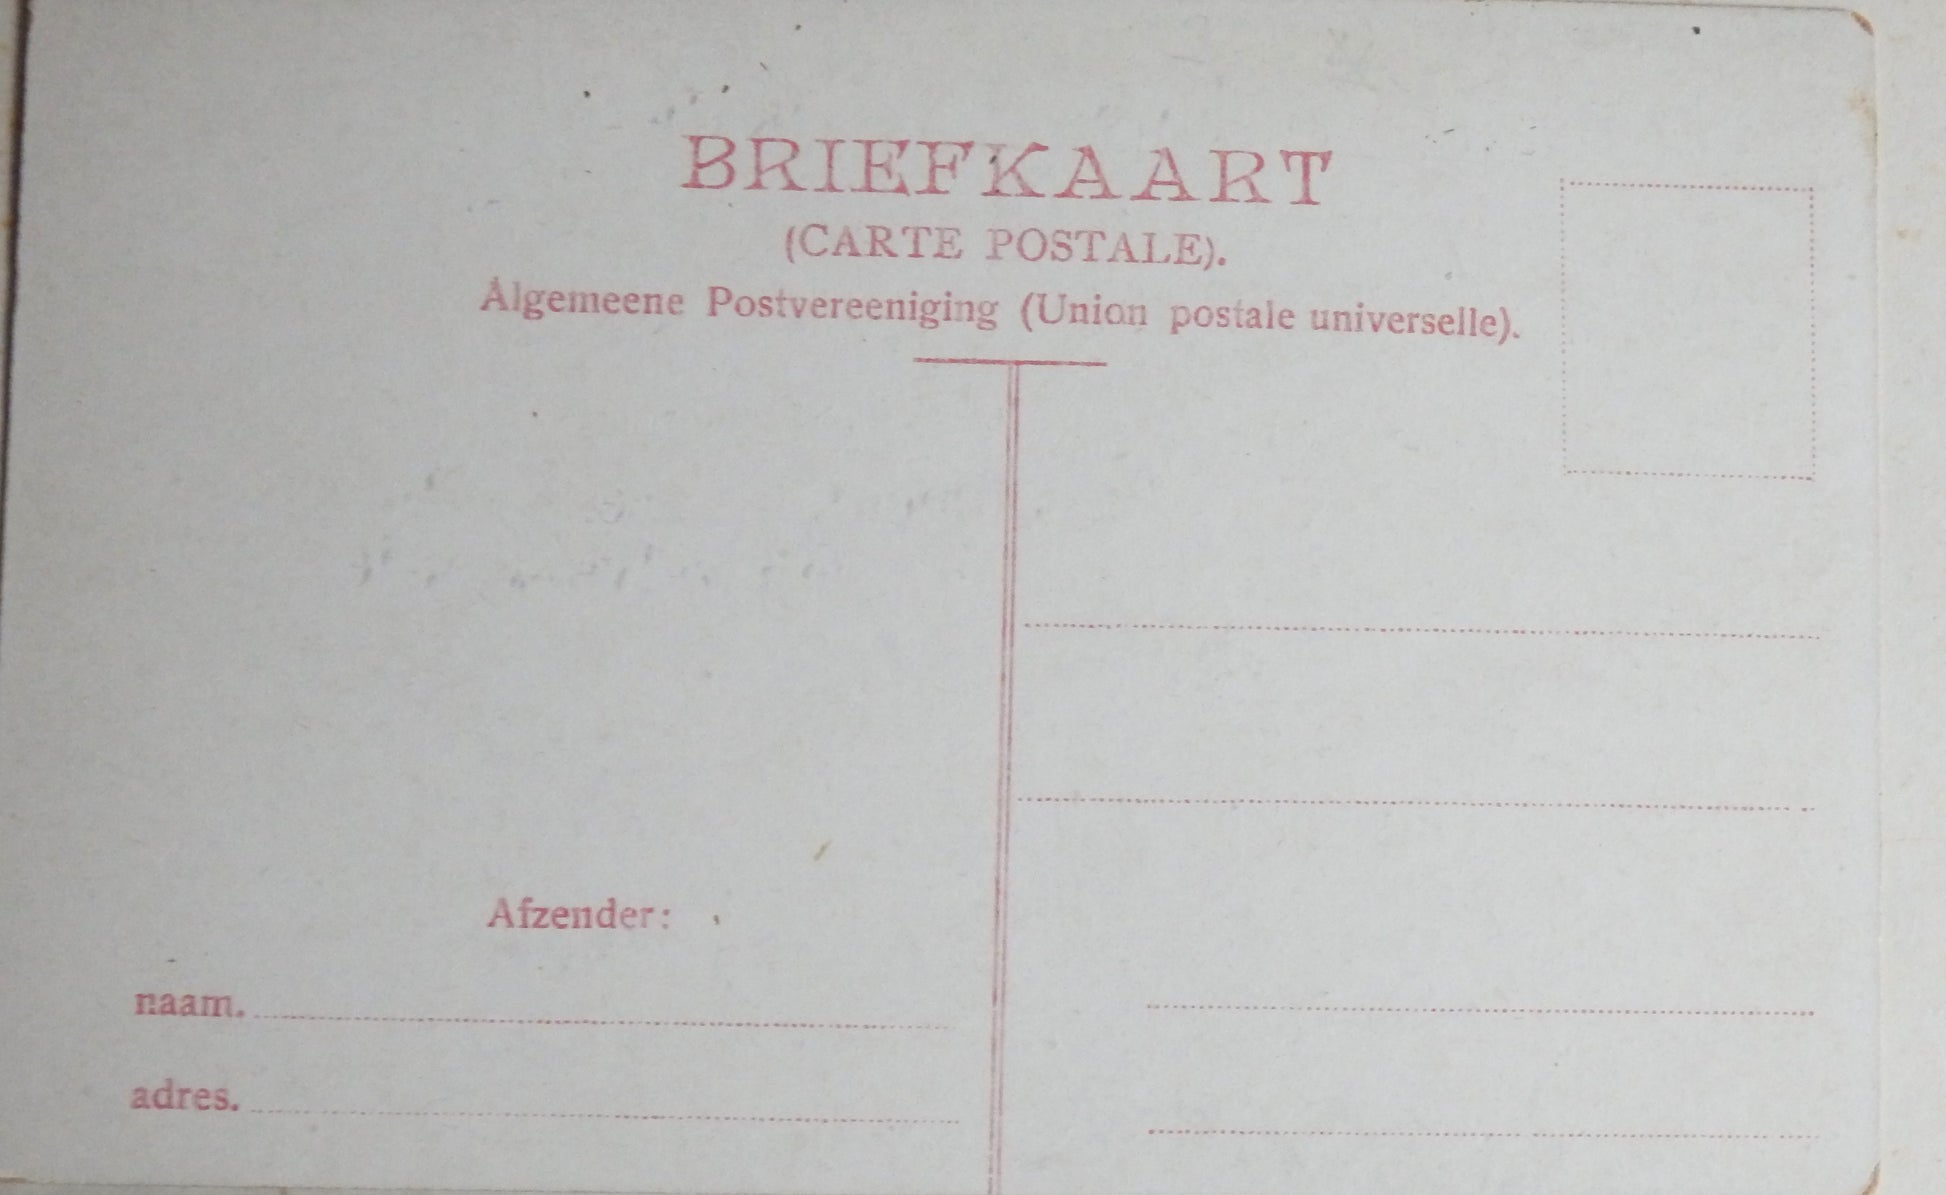 BRIEFKAART
(CARTE POSTALE).
Algemeene Postvereeniging (Union postale universelle).
Afzender:
naam.
adres.